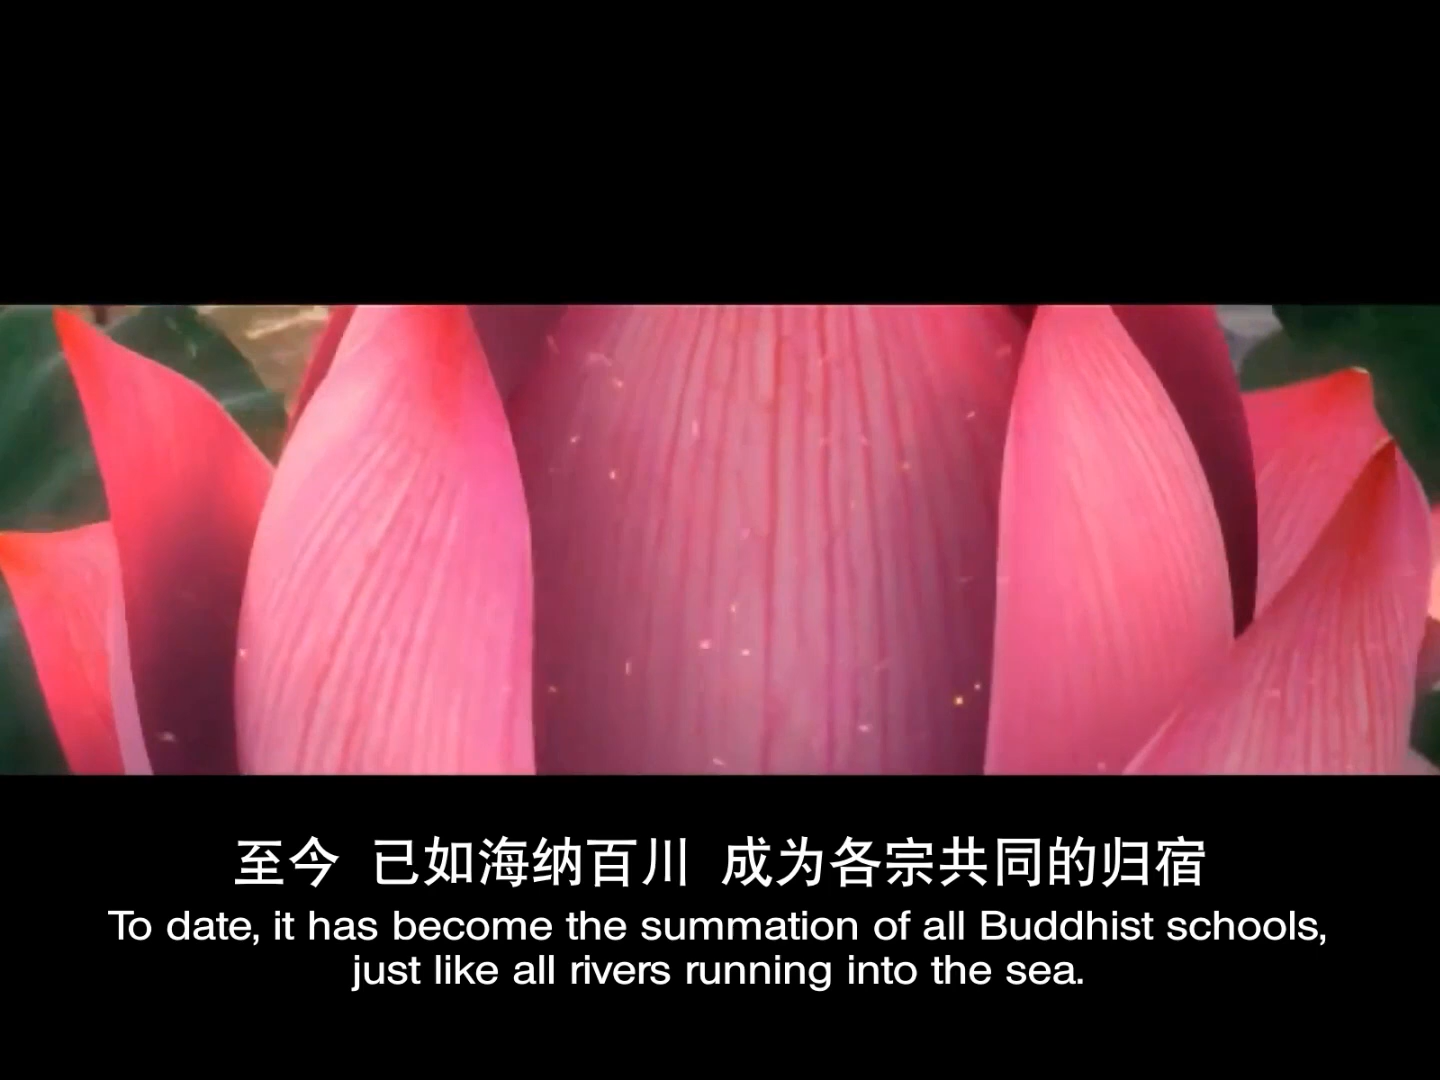 至今 已如海纳百川 成为各宗共同的归宿
To date, it has become the summation of all Buddhist schools,
just like all rivers running into the sea.